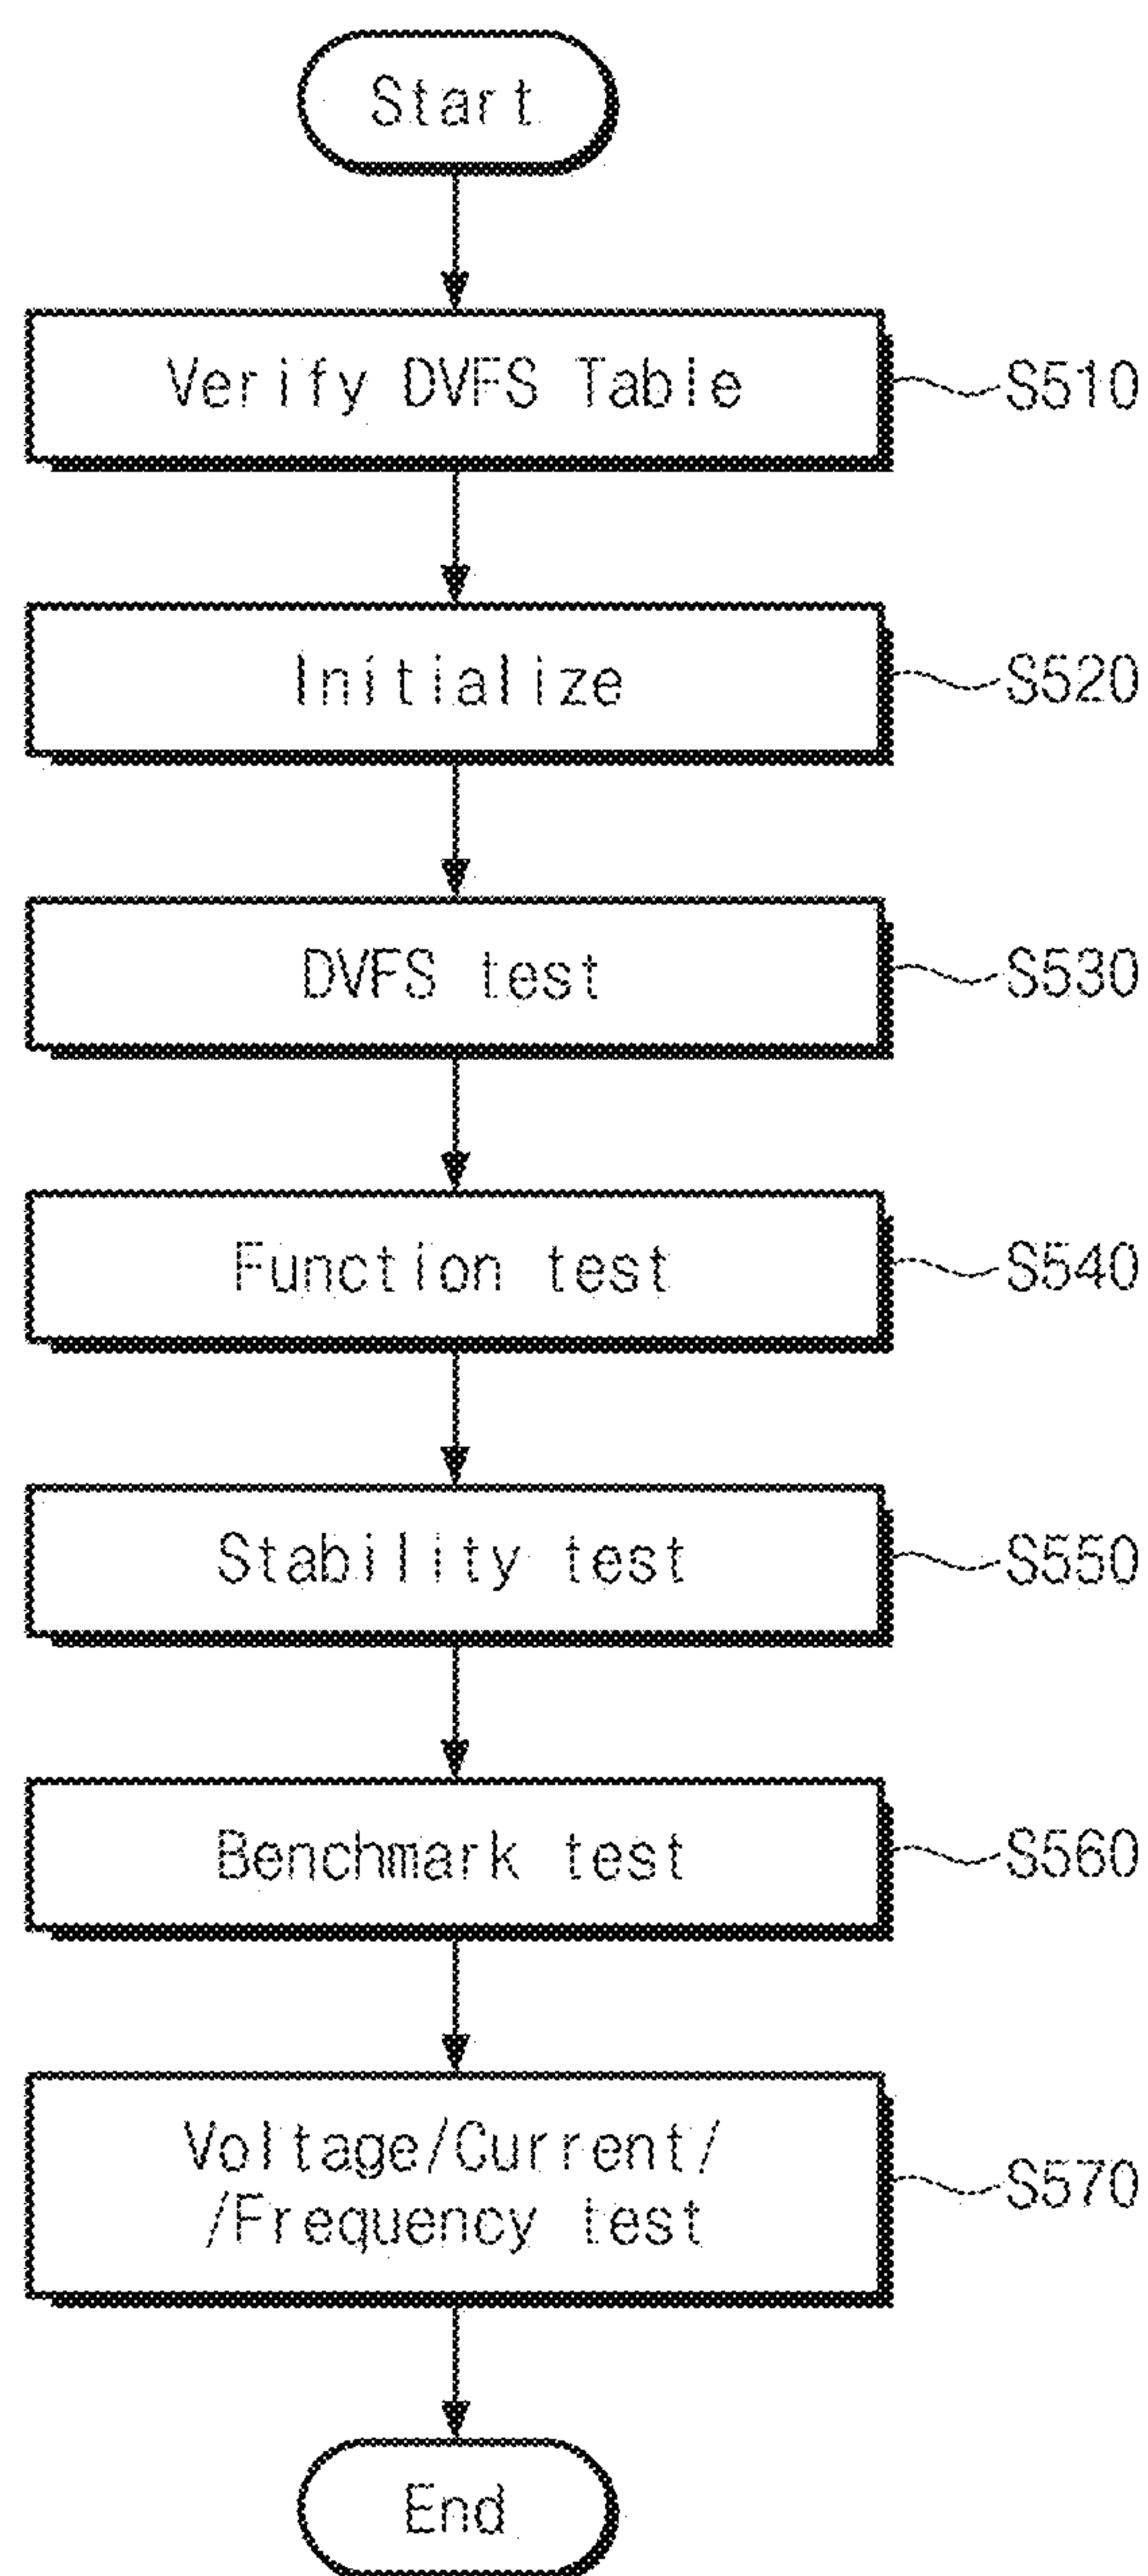 Start
Verify DVFS Table
S510
Initialize
S520
DVFS test
S530
Function test
S540
Stability test
S550
Benchmark test
S560
Voltage/Current/
/Frequency test
S570
End